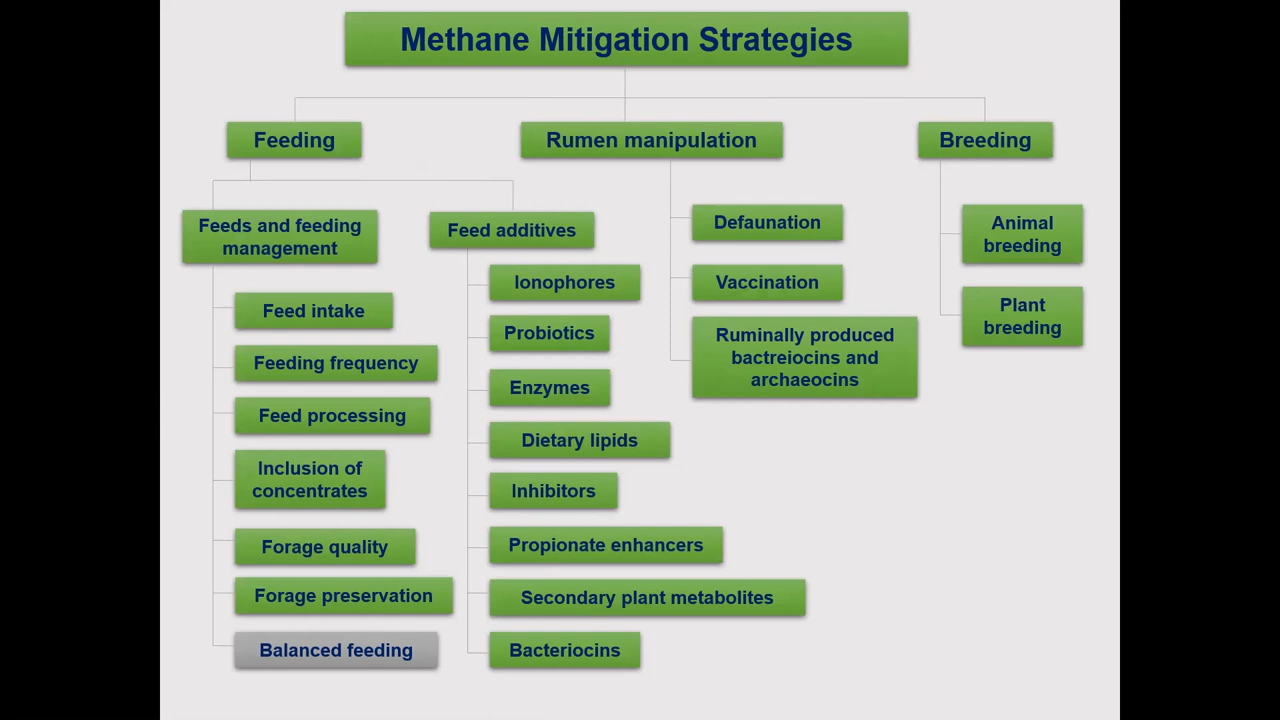 Methane Mitigation Strategies
Feeding
Rumen manipulation
Breeding
Feeds and feeding
management
Feed intake
Feeding frequency
Feed processing
Inclusion of
concentrates
Forage quality
Forage preservation
Balanced feeding
Feed additives
Ionophores
Probiotics
Enzymes
Dietary lipids
Inhibitors
Propionate enhancers
Secondary plant metabolites
Bacteriocins
Defaunation
Vaccination
Ruminally produced
bactreiocins and
archaeocins
Animal
breeding
Plant
breeding